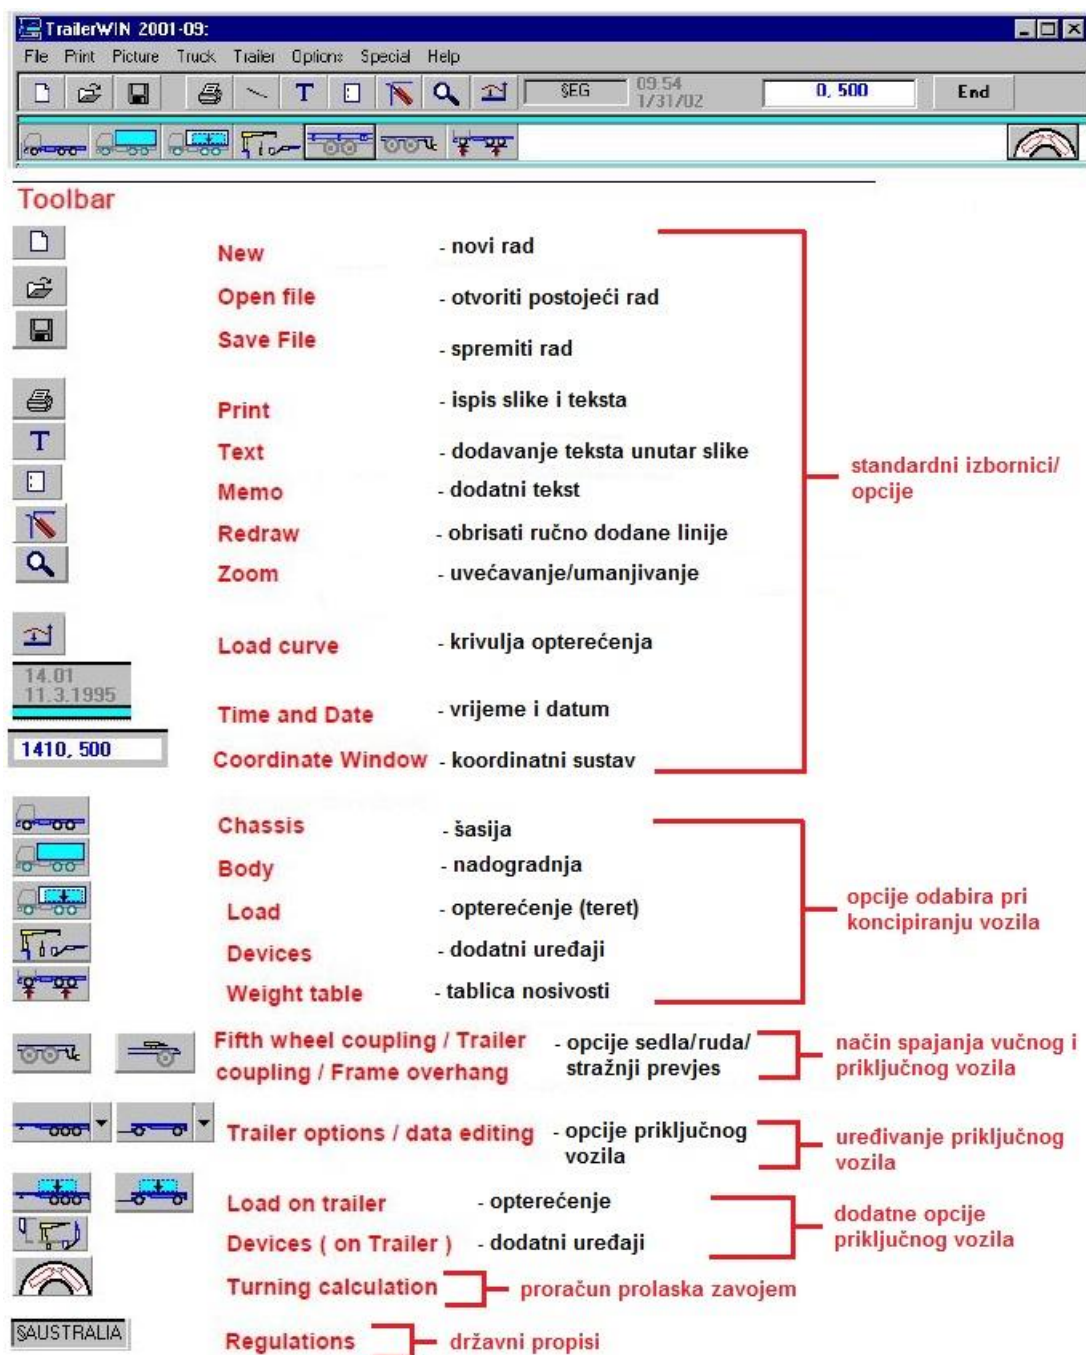 TrailerWIN 2001-09:
File Print Picture Truck Trailer Options Special Help
T §EG 09:54 1/31/02 0, 500 End
Toolbar
New - novi rad
Open file - otvoriti postojeći rad
Save File - spremiti rad
Print - ispis slike i teksta
T Text - dodavanje teksta unutar slike
Memo - dodatni tekst
Redraw - obrisati ručno dodane linije
Zoom - uvećavanje/umanjivanje
standardni izbornici/
opcije
Load curve - krivulja opterećenja
14.01
11.3.1995
Time and Date - vrijeme i datum
1410, 500
Coordinate Window - koordinatni sustav
Chassis - šasija
Body - nadogradnja
Load - opterećenje (teret)
Devices - dodatni uređaji
Weight table - tablica nosivosti
opcije odabira pri
koncipiranju vozila
Fifth wheel coupling / Trailer
coupling / Frame overhang
- opcije sedla/ruda/
stražnji prevjes
način spajanja vučnog i
priključnog vozila
Trailer options / data editing
- opcije priključnog
vozila
uređivanje priključnog
vozila
Load on trailer - opterećenje
Devices ( on Trailer ) - dodatni uređaji
dodatne opcije
priključnog vozila
Turning calculation proračun prolaska zavojem
§AUSTRALIA Regulations državni propisi